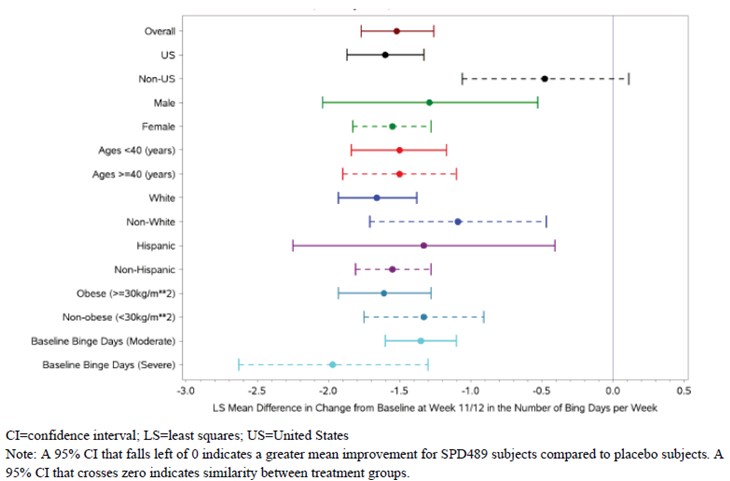 Overall
US
Non-US
Male
Female
Ages <40 (years)
Ages >=40 (years)
White
Non-White
Hispanic
Non-Hispanic
Obese (>=30kg/m**2)
Non-obese (<30kg/m**2)
Baseline Binge Days (Moderate)
Baseline Binge Days (Severe)
-3.0 -2.5 -2.0 -1.5 -1.0 -0.5 0.0 0.5
LS Mean Difference in Change from Baseline at Week 11/12 in the Number of Bing Days per Week
CI=confidence interval; LS=least squares; US=United States
Note: A 95% CI that falls left of 0 indicates a greater mean improvement for SPD489 subjects compared to placebo subjects. A
95% CI that crosses zero indicates similarity between treatment groups.